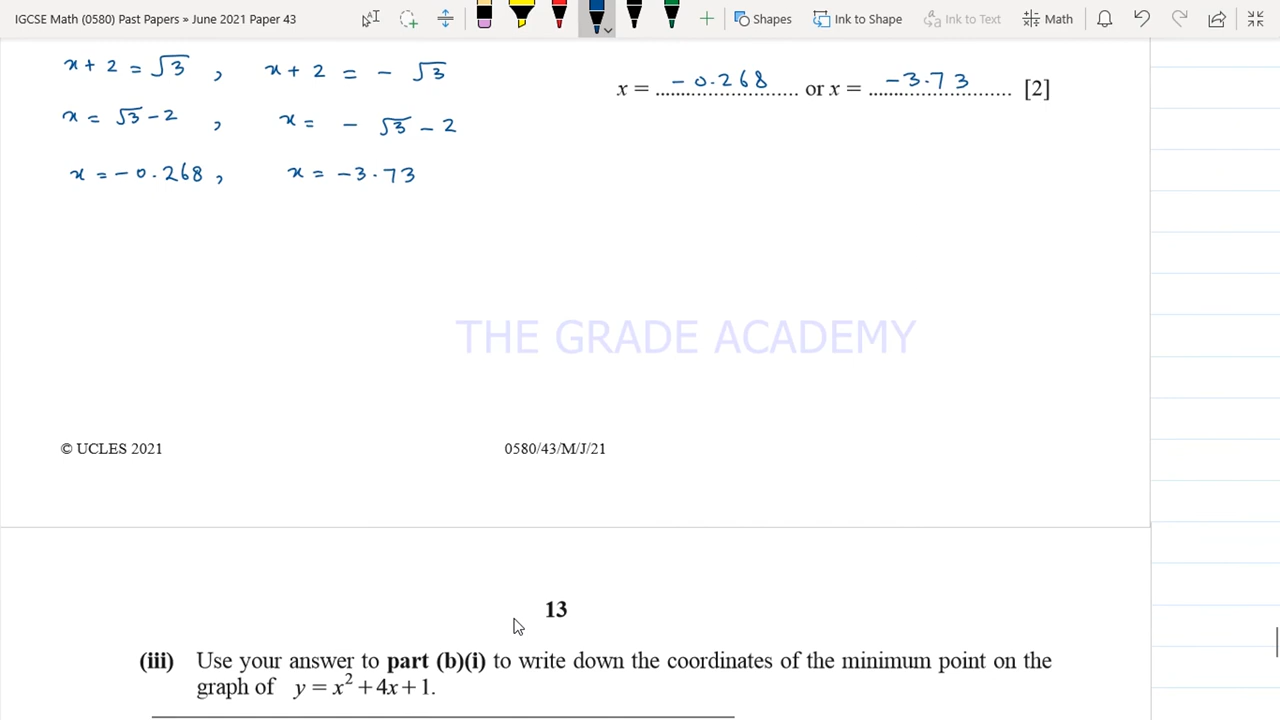 IGCSE Math (0580) Past Papers » June 2021 Paper 43
Shapes
Ink to Shape
Ink to Text
Math
x + 2 = √3 , x + 2 = - √3
x = √3 - 2 , x = - √3 - 2
x = -0.268 , x = -3.73
x = -0.268 or x = -3.73 [2]
THE GRADE ACADEMY
© UCLES 2021 0580/43/M/J/21
13
(iii) Use your answer to part (b)(i) to write down the coordinates of the minimum point on the
graph of y = x² + 4x + 1.